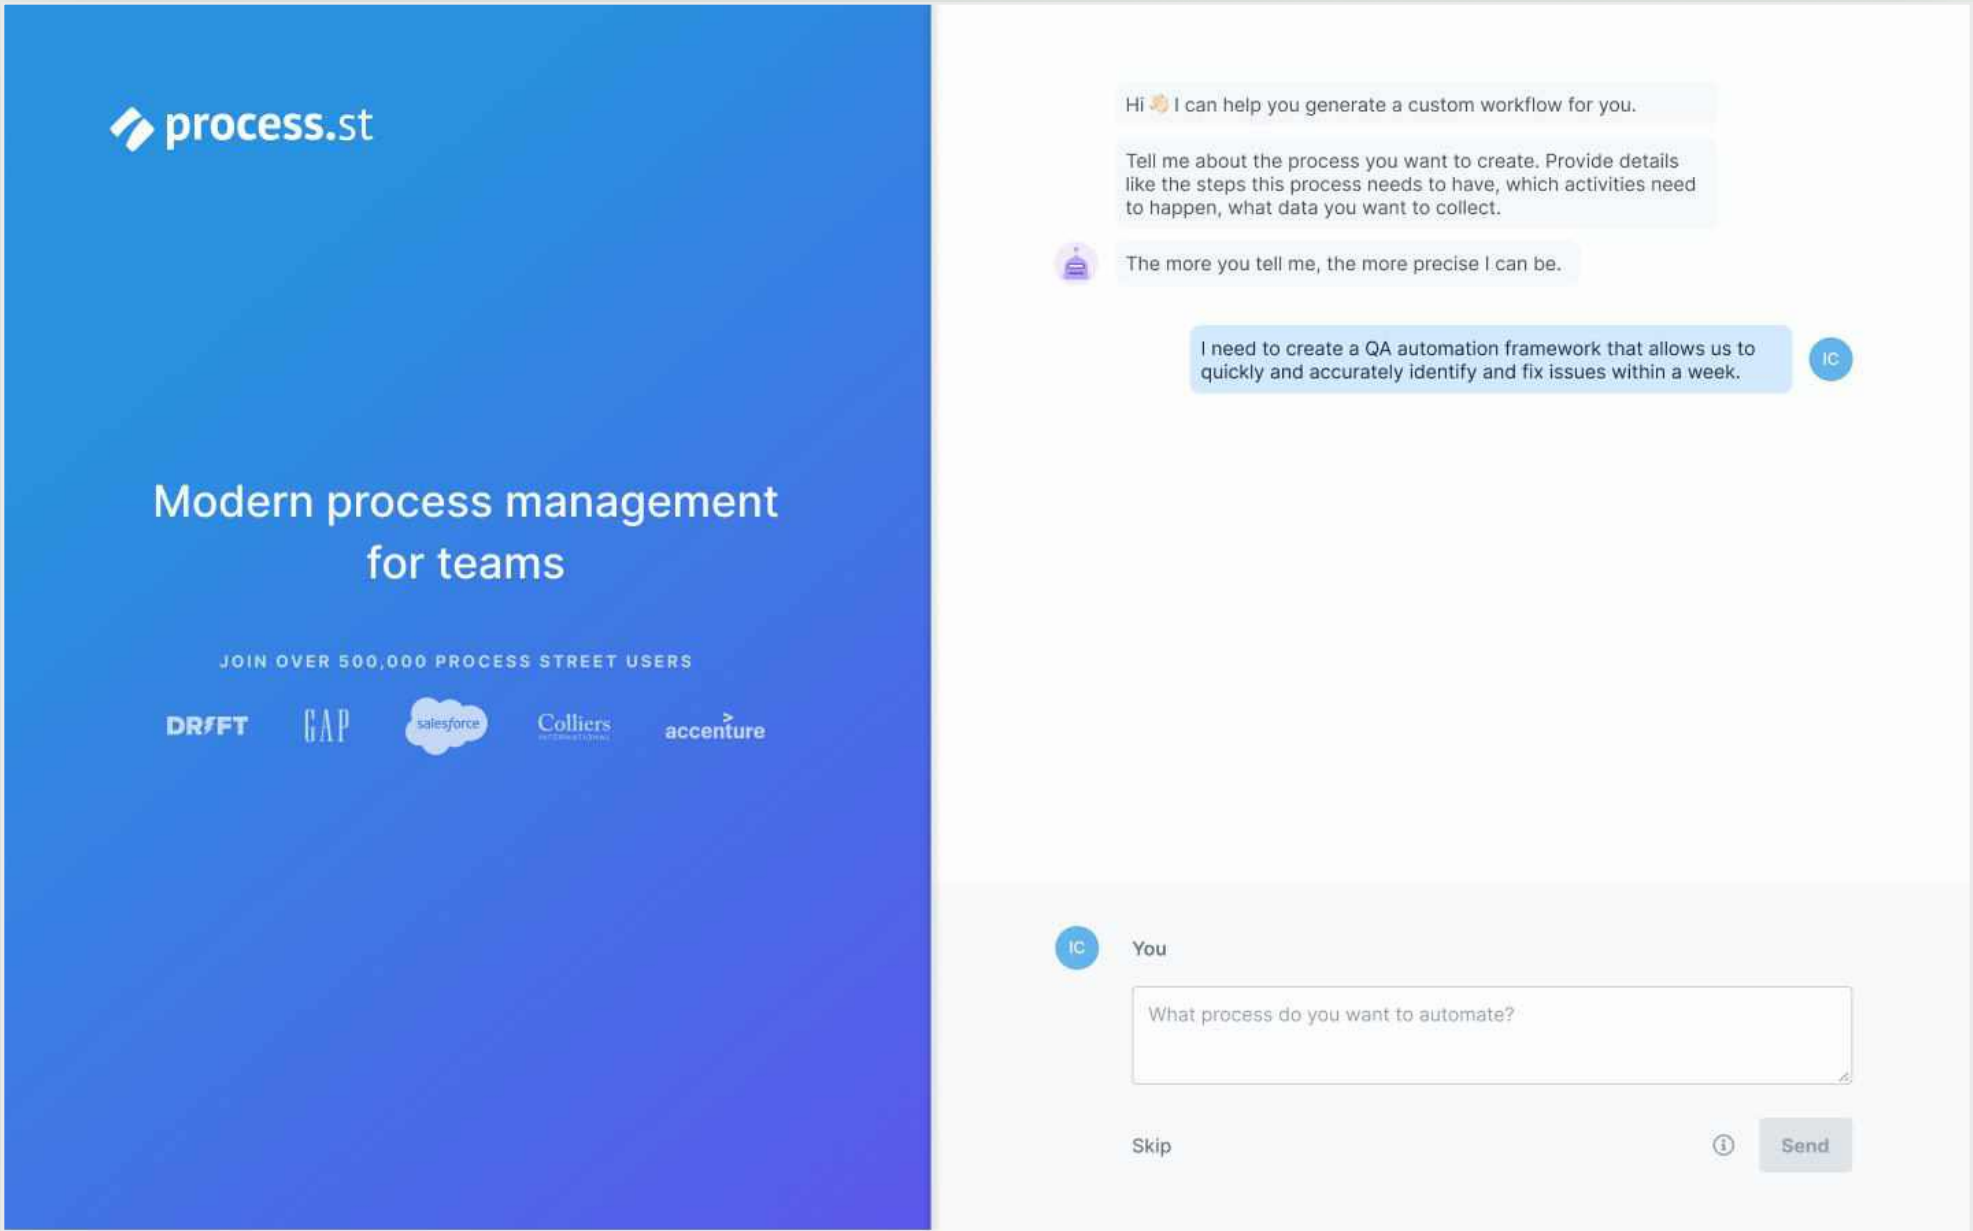 process.st
Modern process management
for teams
JOIN OVER 500,000 PROCESS STREET USERS
DRIFT GAP salesforce Colliers INTERNATIONAL accenture
Hi 👋🏻 I can help you generate a custom workflow for you.
Tell me about the process you want to create. Provide details
like the steps this process needs to have, which activities need
to happen, what data you want to collect.
The more you tell me, the more precise I can be.
I need to create a QA automation framework that allows us to
quickly and accurately identify and fix issues within a week.
IC
IC
You
What process do you want to automate?
Skip
Send